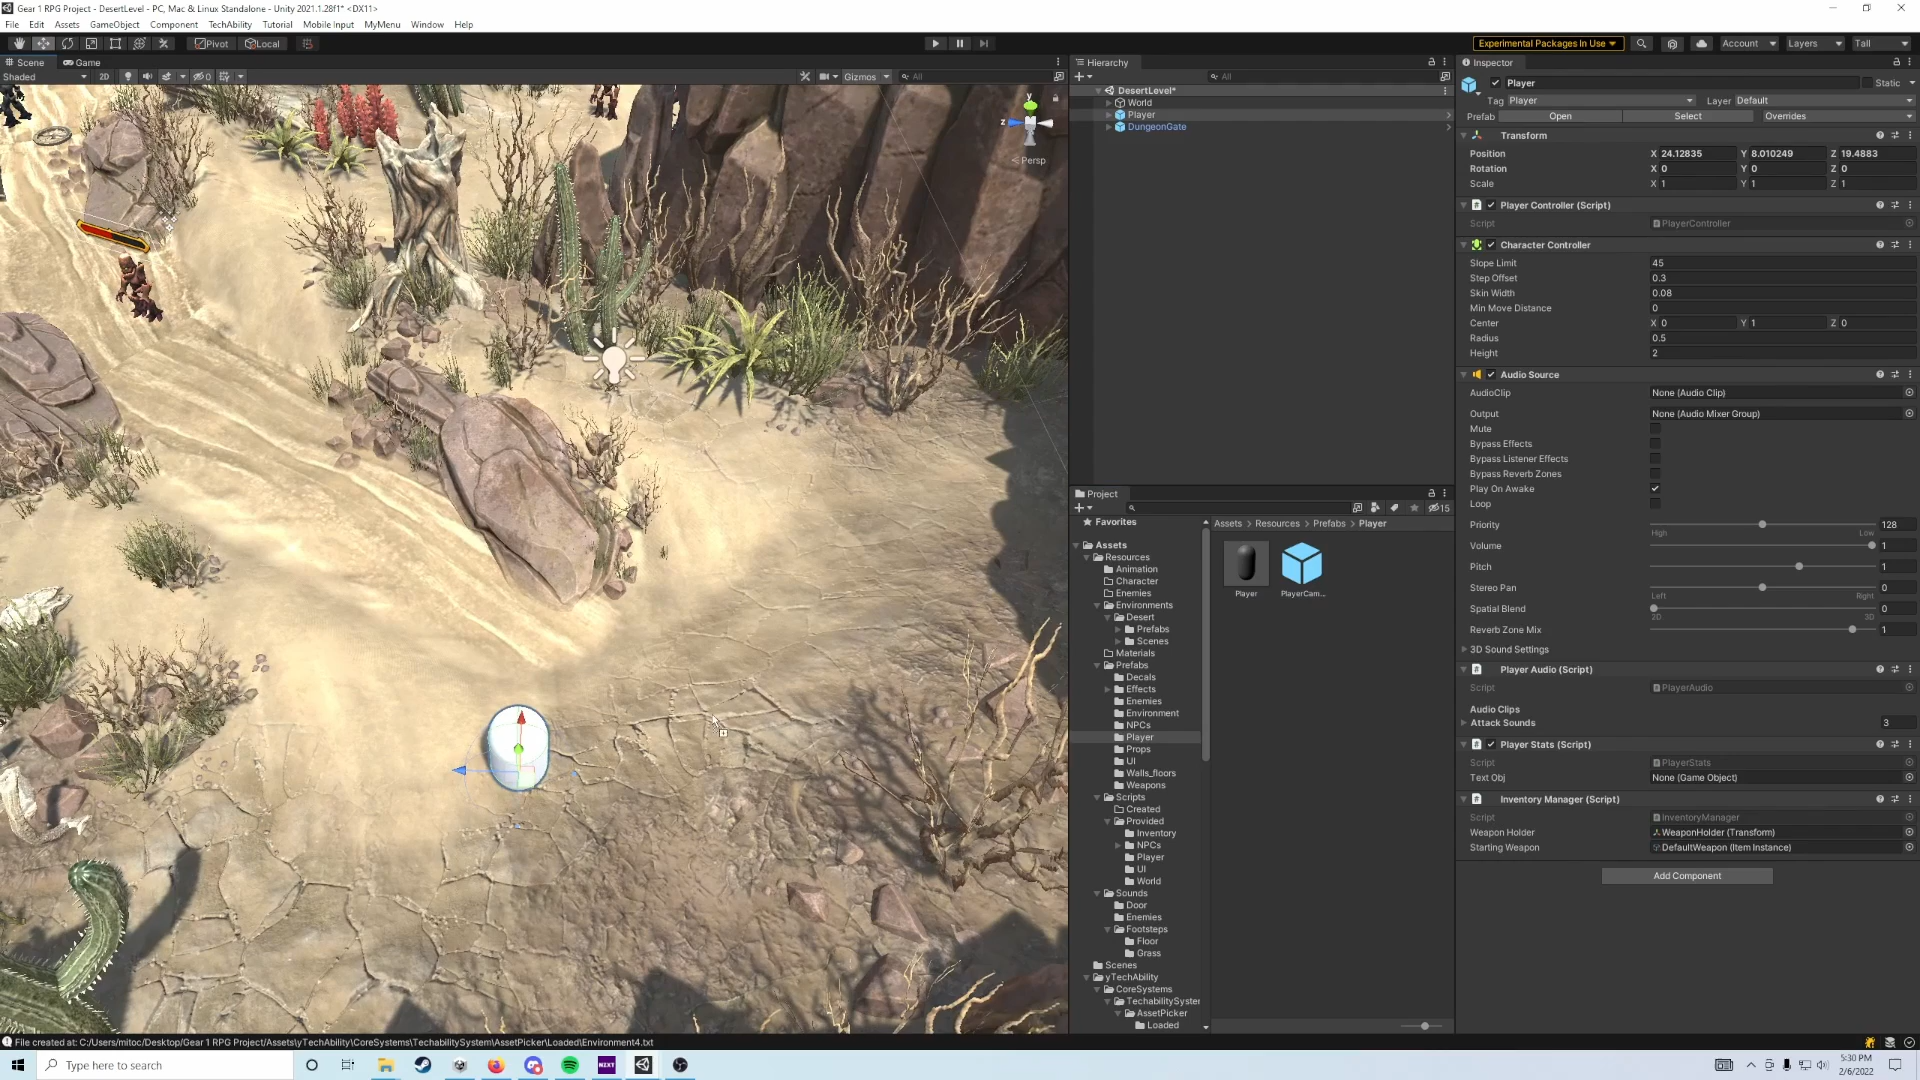 Gear 1 RPG Project - DesertLevel - PC, Mac & Linux Standalone - Unity 2021.1.28f1* <DX11>
File Edit Assets GameObject Component TechAbility Tutorial Mobile Input MyMenu Window Help
Pivot Local Experimental Packages In Use Account Layers Tall
Scene Game
Shaded 2D 0 Gizmos All
y
z
Persp
Hierarchy
All
DesertLevel*
World
Player
DungeonGate
Project
15
Favorites
Assets
Resources
Animation
Character
Enemies
Environments
Desert
Prefabs
Scenes
Materials
Prefabs
Decals
Effects
Enemies
Environment
NPCs
Player
Props
UI
Walls_floors
Weapons
Scripts
Created
Provided
Inventory
NPCs
Player
UI
World
Sounds
Door
Enemies
Footsteps
Floor
Grass
Scenes
yTechAbility
CoreSystems
TechabilitySyster
AssetPicker
Loaded
Assets > Resources > Prefabs > Player
Player PlayerCam...
Inspector
Player Static
Tag Player Layer Default
Prefab Open Select Overrides
Transform
Position X 24.12835 Y 8.010249 Z 19.4883
Rotation X 0 Y 0 Z 0
Scale X 1 Y 1 Z 1
Player Controller (Script)
Script PlayerController
Character Controller
Slope Limit 45
Step Offset 0.3
Skin Width 0.08
Min Move Distance 0
Center X 0 Y 1 Z 0
Radius 0.5
Height 2
Audio Source
AudioClip None (Audio Clip)
Output None (Audio Mixer Group)
Mute
Bypass Effects
Bypass Listener Effects
Bypass Reverb Zones
Play On Awake
Loop
Priority 128
High Low
Volume 1
Pitch 1
Stereo Pan 0
Left Right
Spatial Blend 0
2D 3D
Reverb Zone Mix 1
3D Sound Settings
Player Audio (Script)
Script PlayerAudio
Audio Clips
Attack Sounds 3
Player Stats (Script)
Script PlayerStats
Text Obj None (Game Object)
Inventory Manager (Script)
Script InventoryManager
Weapon Holder WeaponHolder (Transform)
Starting Weapon DefaultWeapon (Item Instance)
Add Component
File created at: C:/Users/mitoc/Desktop/Gear 1 RPG Project/Assets\yTechAbility\CoreSystems\TechabilitySystem\AssetPicker\Loaded\Environment4.txt
Type here to search
NZXT
5:30 PM
2/6/2022